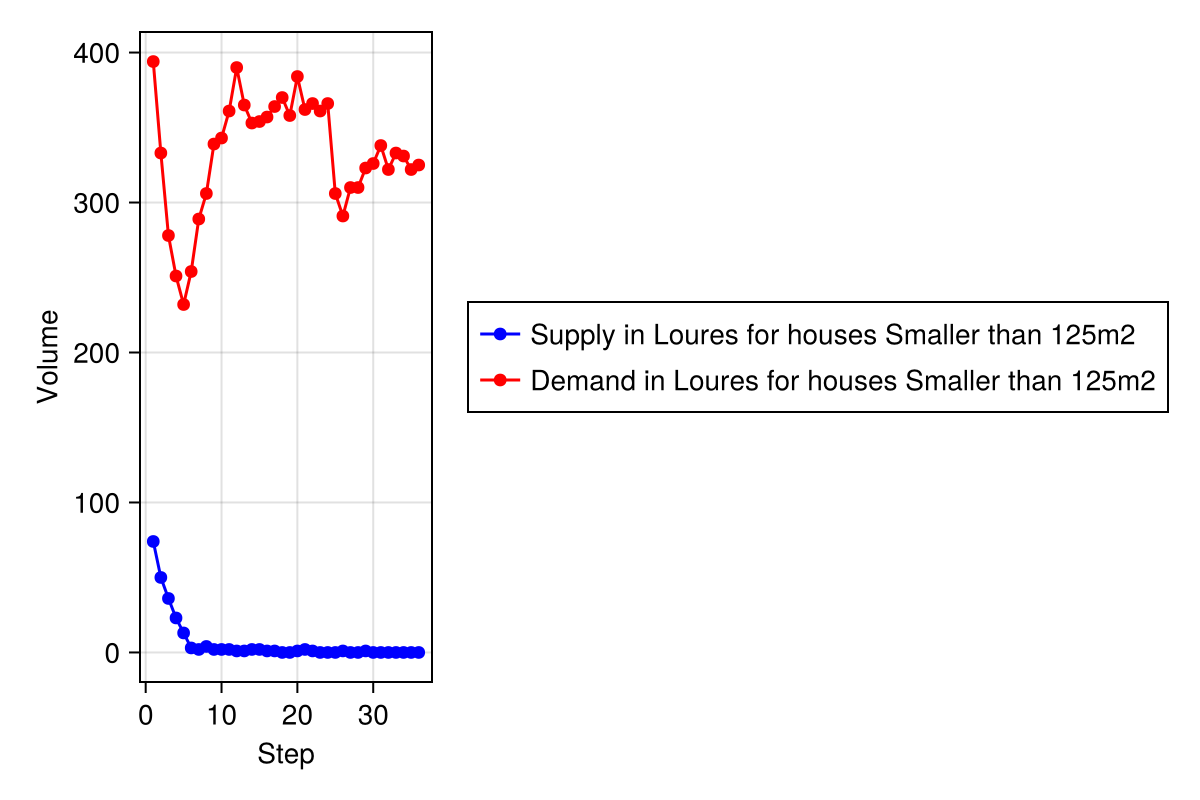 400
300
200
100
0
Volume
0 10 20 30
Step
Supply in Loures for houses Smaller than 125m2
Demand in Loures for houses Smaller than 125m2